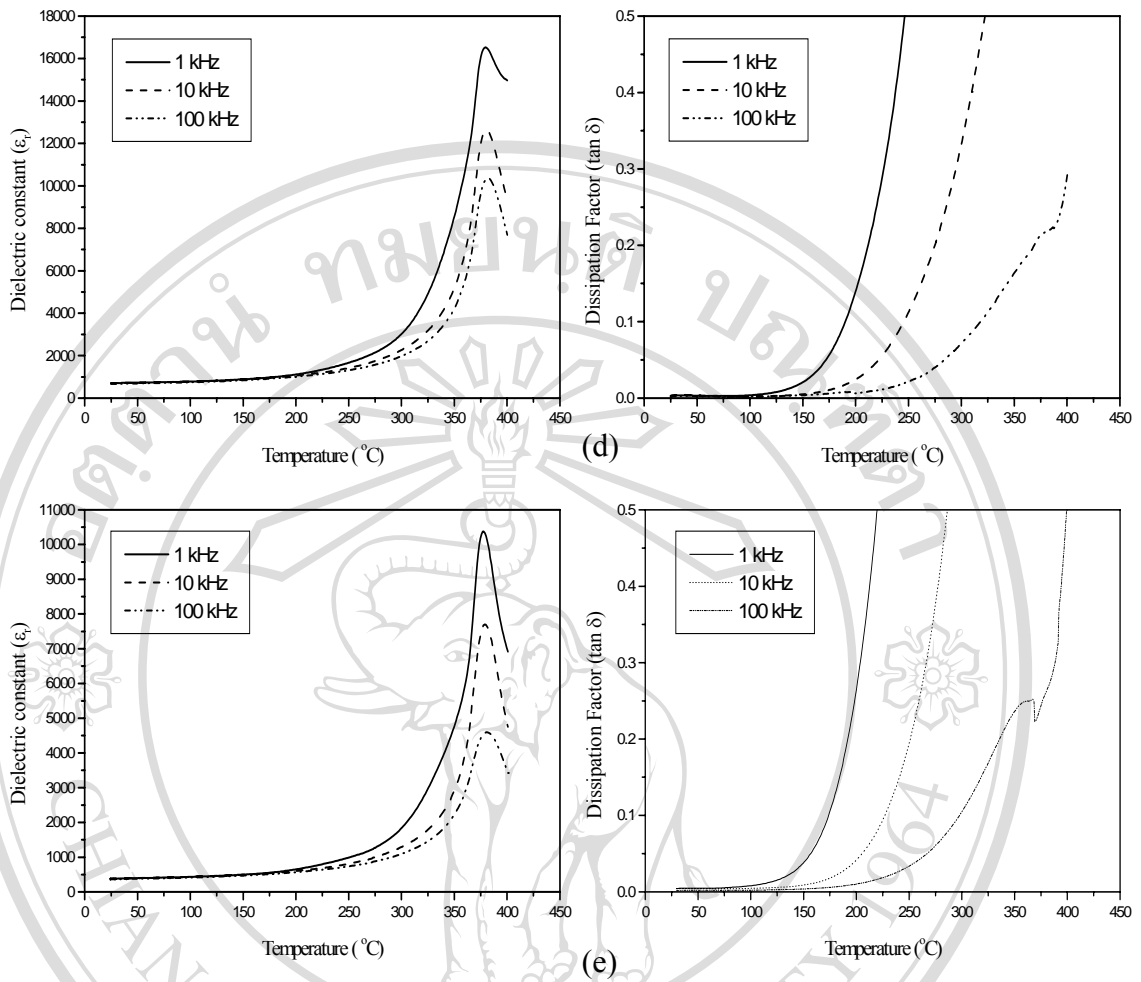 18000
16000
14000
12000
10000
8000
6000
4000
2000
0
Dielectric constant (εr)
1 kHz
10 kHz
100 kHz
0 50 100 150 200 250 300 350 400 450
Temperature ( °C)
0.5
0.4
0.3
0.2
0.1
0.0
Dissipation Factor (tan δ)
1 kHz
10 kHz
100 kHz
0 50 100 150 200 250 300 350 400 450
Temperature ( °C)
(d)
11000
10000
9000
8000
7000
6000
5000
4000
3000
2000
1000
0
Dielectric constant (εr)
1 kHz
10 kHz
100 kHz
0 50 100 150 200 250 300 350 400 450
Temperature ( °C)
0.5
0.4
0.3
0.2
0.1
0.0
Dissipation Factor (tan δ)
1 kHz
10 kHz
100 kHz
0 50 100 150 200 250 300 350 400 450
Temperature ( °C)
(e)
1964